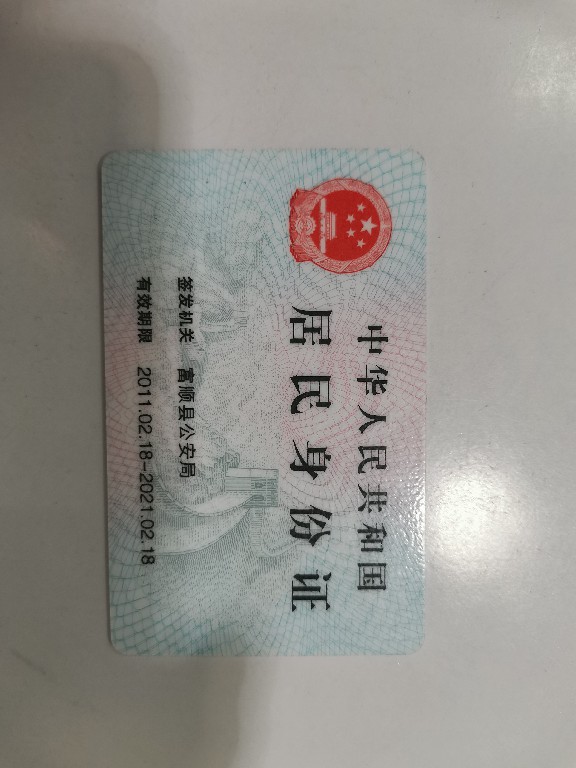 中华人民共和国
居民身份证
签发机关 富顺县公安局
有效期限 2011.02.18-2021.02.18